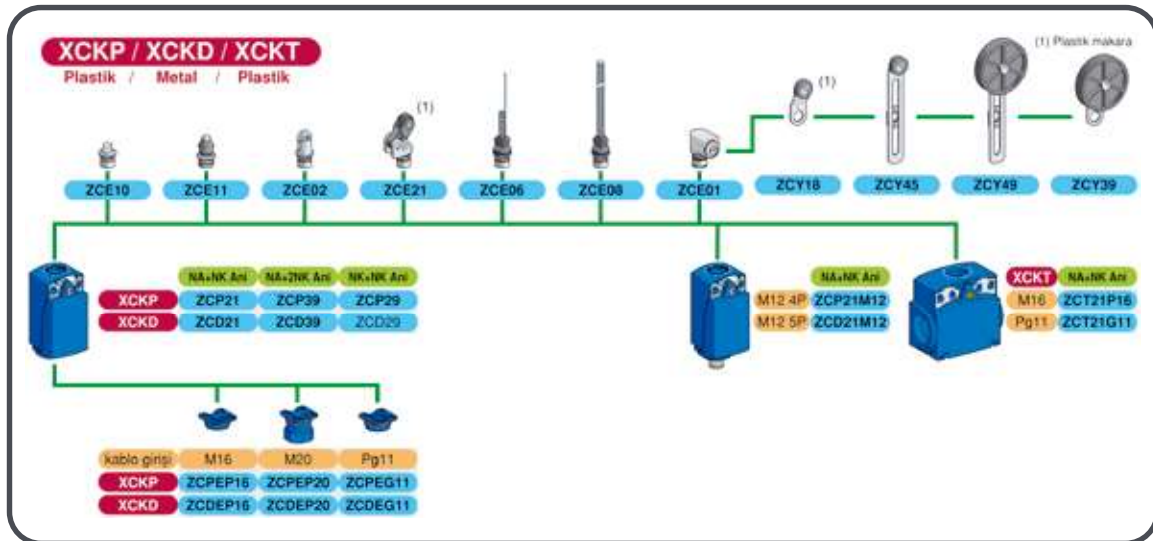 XCKP / XCKD / XCKT
Plastik / Metal / Plastik
(1) Plastik makara
(1)
(1)
ZCE10 ZCE11 ZCE02 ZCE21 ZCE06 ZCE08 ZCE01 ZCY18 ZCY45 ZCY49 ZCY39
NA+NK Ani NA+2NK Ani NK+NK Ani
XCKP ZCP21 ZCP39 ZCP29
XCKD ZCD21 ZCD39 ZCD29
NA+NK Ani
M12 4P ZCP21M12
M12 5P ZCD21M12
XCKT NA+NK Ani
M16 ZCT21P16
Pg11 ZCT21G11
kablo girişi M16 M20 Pg11
XCKP ZCPEP16 ZCPEP20 ZCPEG11
XCKD ZCDEP16 ZCDEP20 ZCDEG11